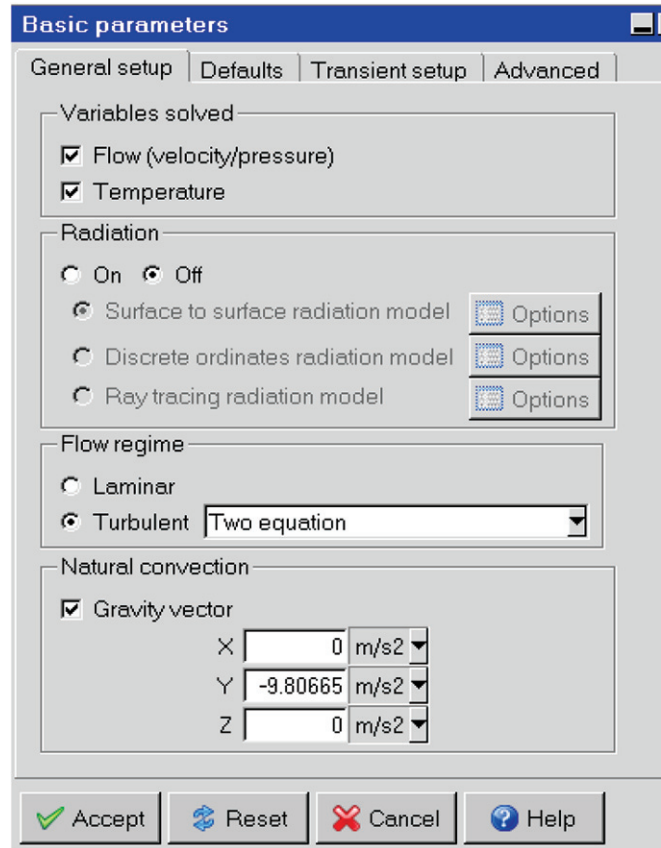 Basic parameters
General setup Defaults Transient setup Advanced
Variables solved
Flow (velocity/pressure)
Temperature
Radiation
On Off
Surface to surface radiation model Options
Discrete ordinates radiation model Options
Ray tracing radiation model Options
Flow regime
Laminar
Turbulent Two equation
Natural convection
Gravity vector
X 0 m/s2
Y -9.80665 m/s2
Z 0 m/s2
Accept Reset Cancel Help